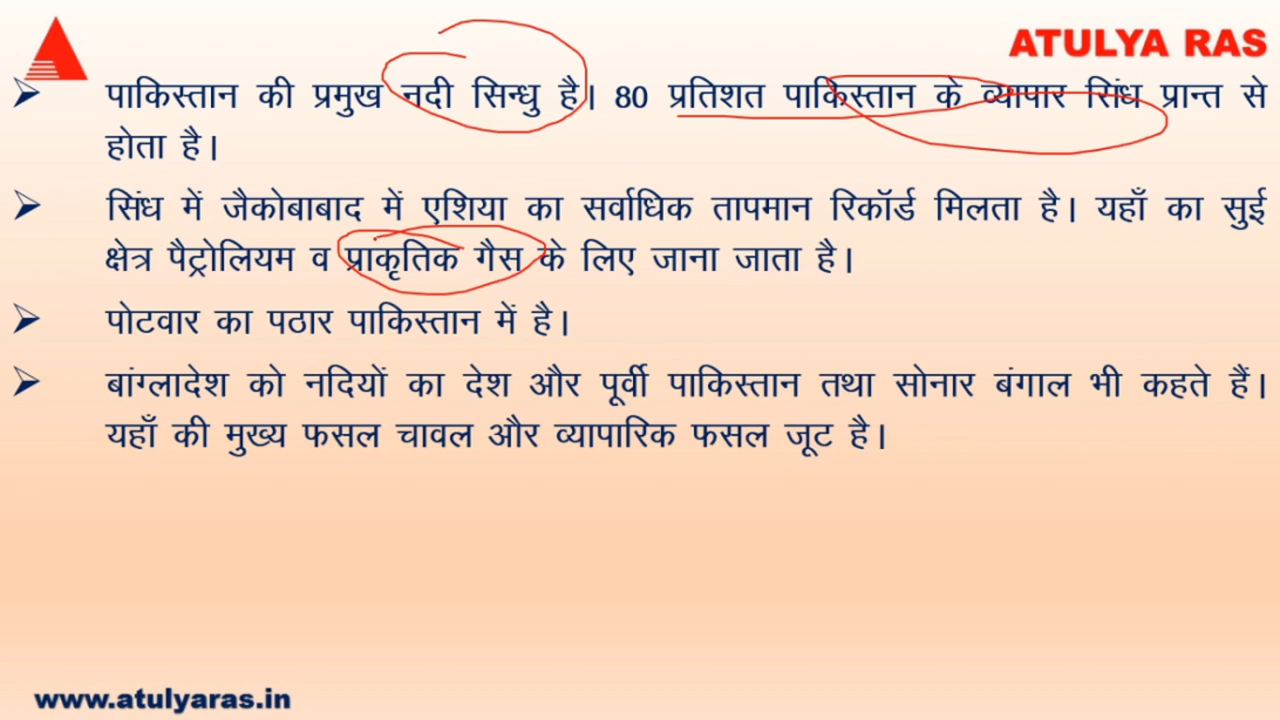 ATULYA RAS
➢ पाकिस्तान की प्रमुख नदी सिन्धु है। 80 प्रतिशत पाकिस्तान के व्यापार सिंध प्रान्त से
होता है।
➢ सिंध में जैकोबाबाद में एशिया का सर्वाधिक तापमान रिकॉर्ड मिलता है। यहाँ का सुई
क्षेत्र पैट्रोलियम व प्राकृतिक गैस के लिए जाना जाता है।
➢ पोटवार का पठार पाकिस्तान में है।
➢ बांग्लादेश को नदियों का देश और पूर्वी पाकिस्तान तथा सोनार बंगाल भी कहते हैं।
यहाँ की मुख्य फसल चावल और व्यापारिक फसल जूट है।
www.atulyaras.in